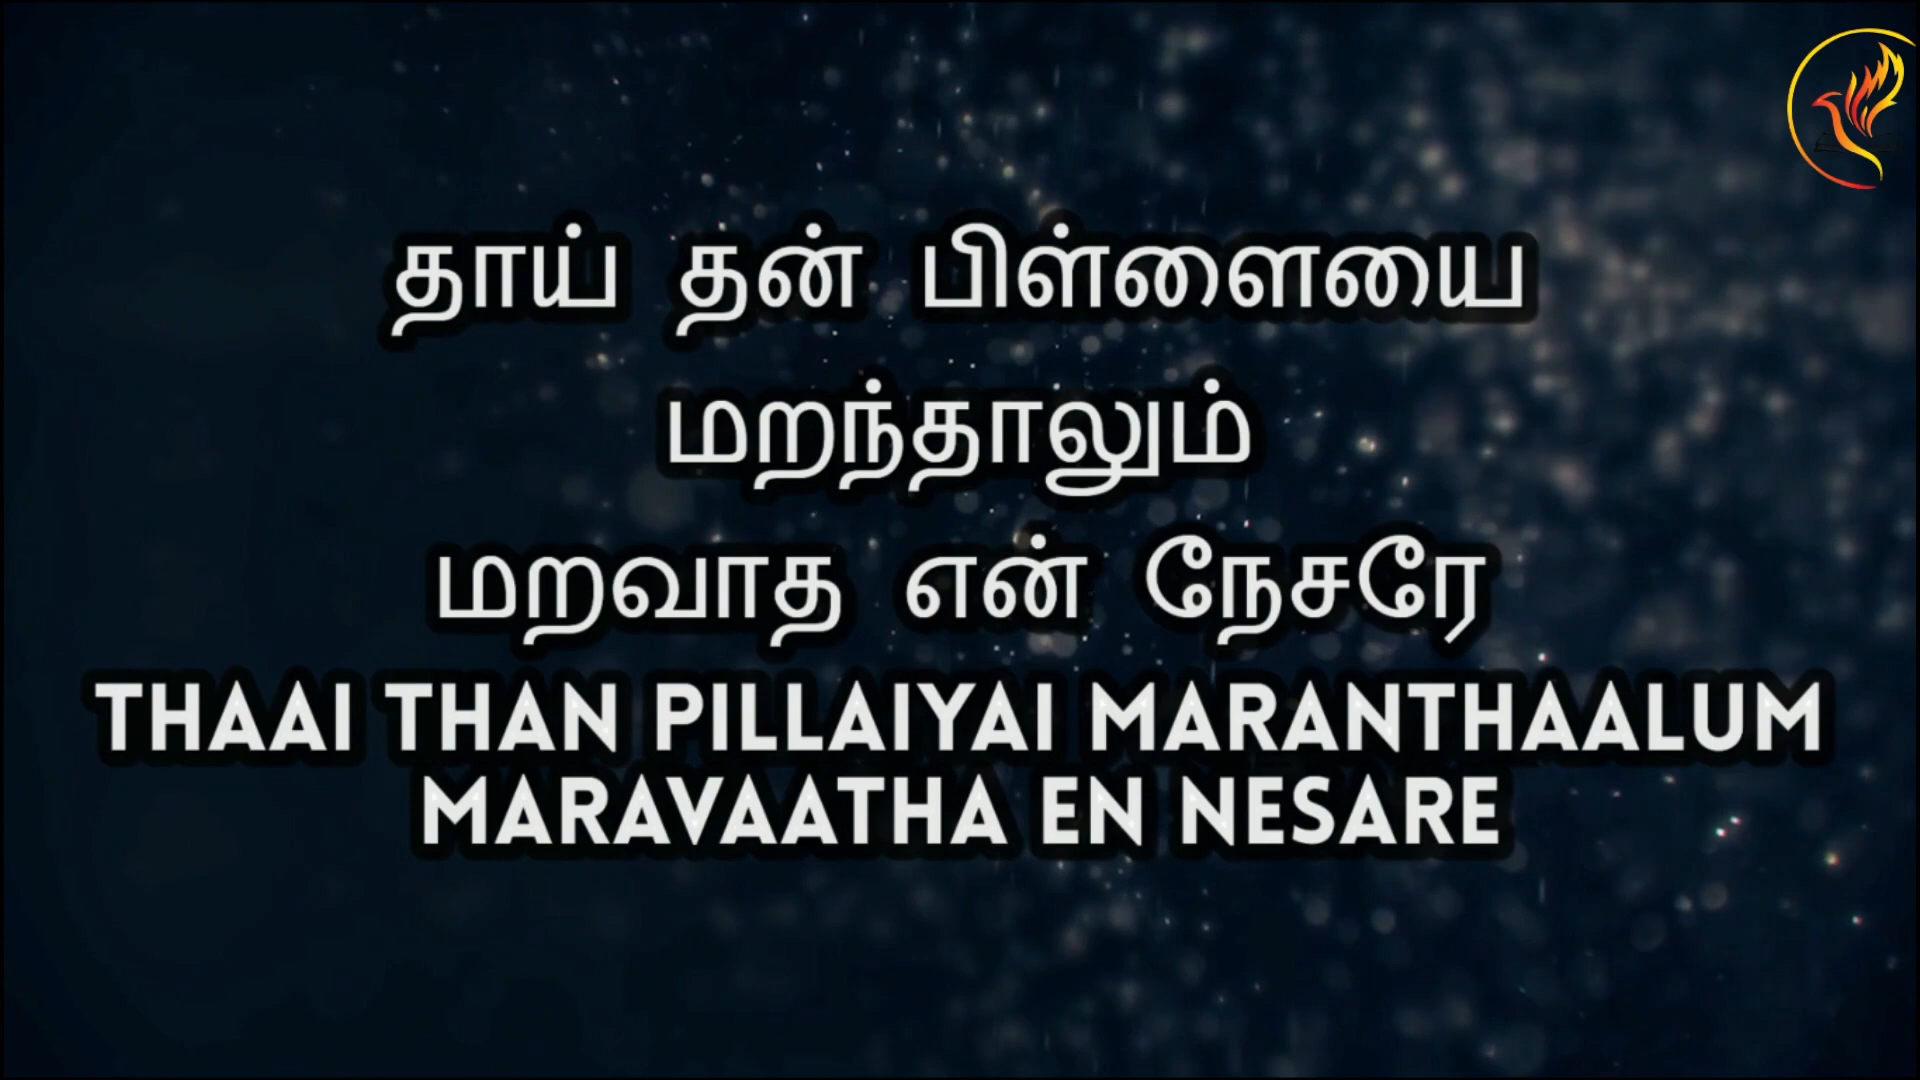 தாய் தன் பிள்ளையை
மறந்தாலும்
மறவாத என் நேசரே
THAAI THAN PILLAIYAI MARANTHAALUM
MARAVAATHA EN NESARE